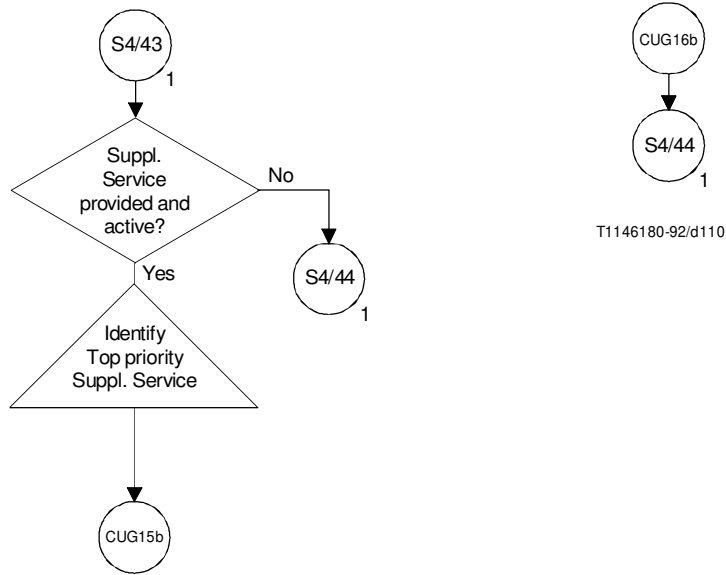 S4/43
1
Suppl.
Service
provided and
active?
No
S4/44
1
Yes
Identify
Top priority
Suppl. Service
CUG15b
CUG16b
S4/44
1
T1146180-92/d110